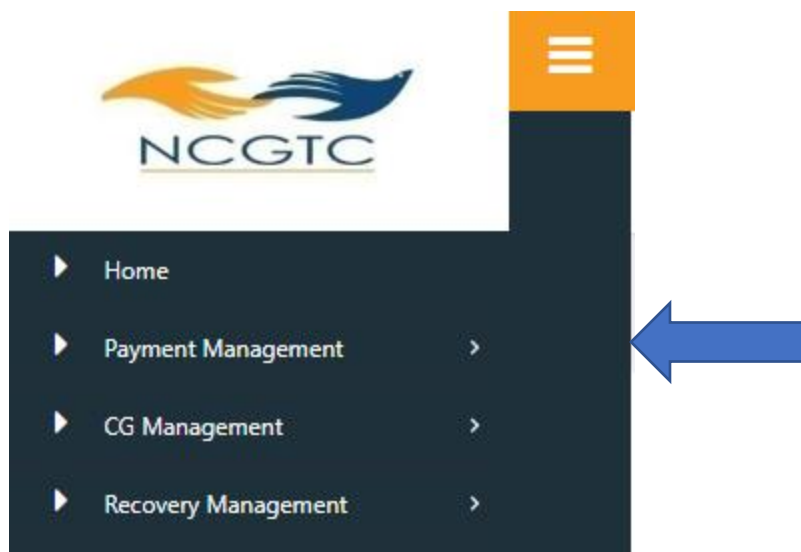 NCGTC
Home
Payment Management
CG Management
Recovery Management